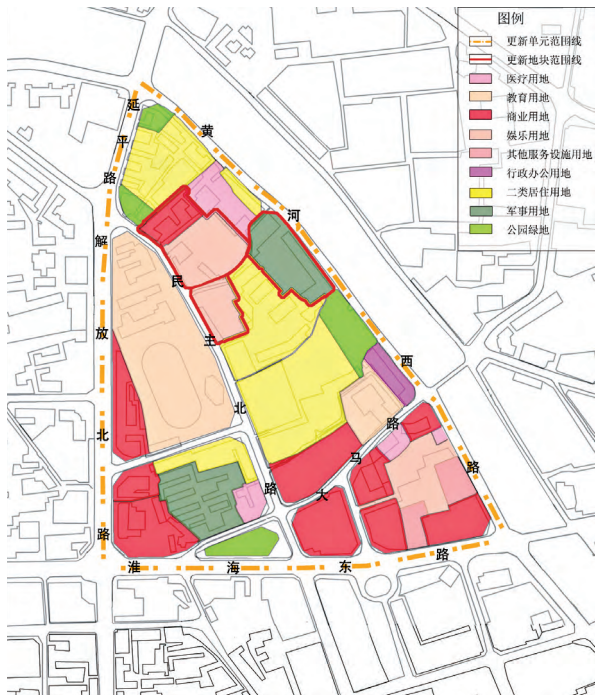 图例
更新单元范围线
更新地块范围线
医疗用地
教育用地
商业用地
娱乐用地
其他服务设施用地
行政办公用地
二类居住用地
军事用地
公园绿地
延平路
黄河西路
解放北路
民主北路
大马路
淮海东路